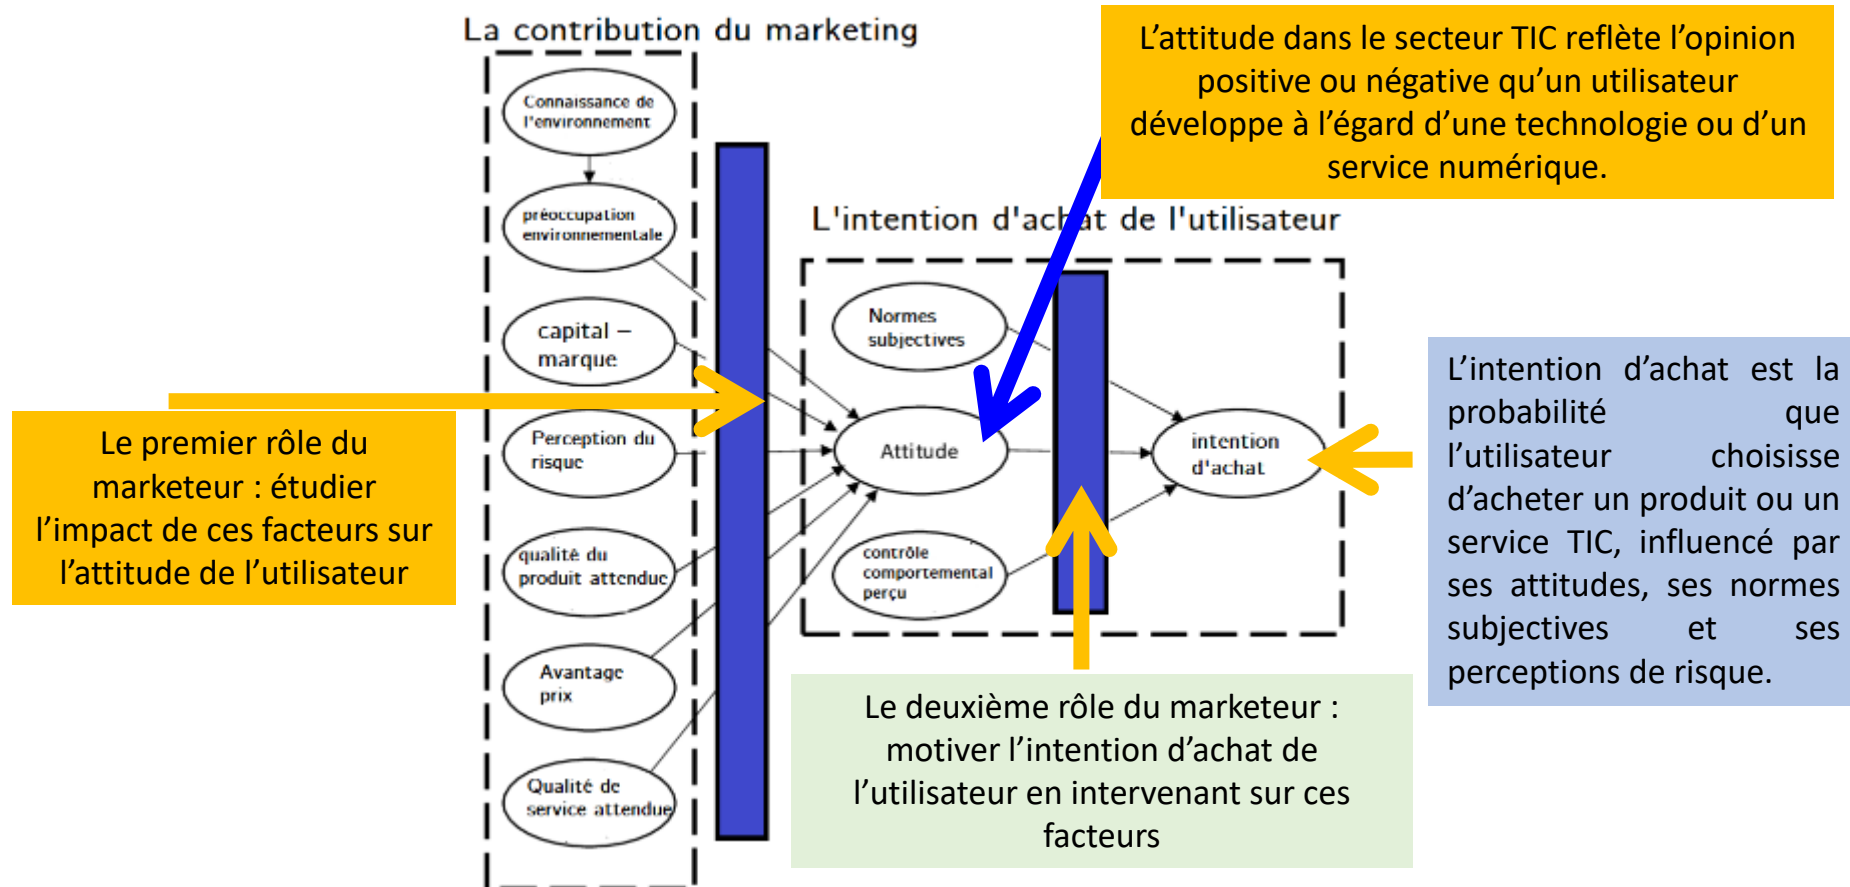 La contribution du marketing
Connaissance de
l'environnement
préoccupation
environnementale
capital –
marque
Perception du
risque
qualité du
produit attendue
Avantage
prix
Qualité de
service attendue
Le premier rôle du
marketeur : étudier
l’impact de ces facteurs sur
l’attitude de l’utilisateur
L’attitude dans le secteur TIC reflète l’opinion
positive ou négative qu’un utilisateur
développe à l’égard d’une technologie ou d’un
service numérique.
L'intention d'achat de l'utilisateur
Normes
subjectives
Attitude
contrôle
comportemental
perçu
intention
d'achat
Le deuxième rôle du marketeur :
motiver l’intention d’achat de
l’utilisateur en intervenant sur ces
facteurs
L’intention d’achat est la
probabilité que
l’utilisateur choisisse
d’acheter un produit ou un
service TIC, influencé par
ses attitudes, ses normes
subjectives et ses
perceptions de risque.